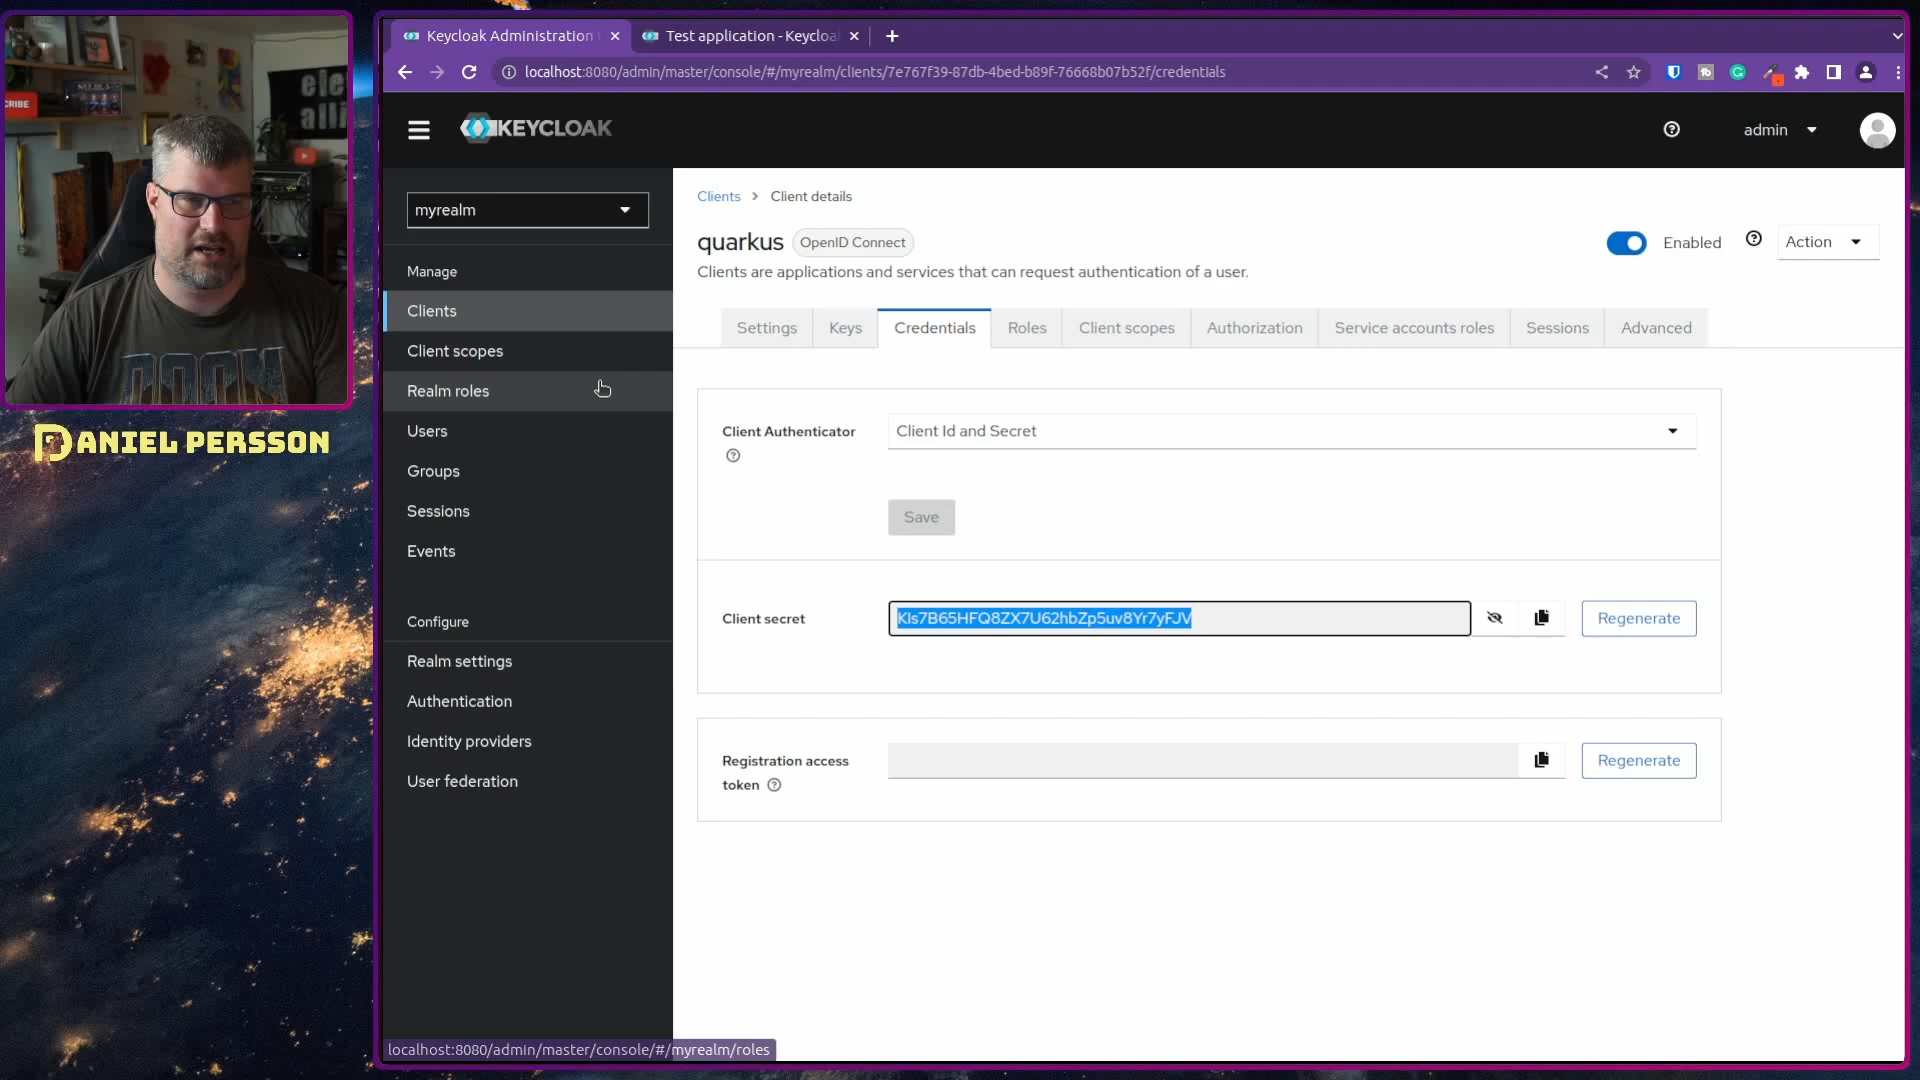 Keycloak Administration
Test application - Keycloa
localhost:8080/admin/master/console/#/myrealm/clients/7e767f39-87db-4bed-b89f-76668b07b52f/credentials
KEYCLOAK
admin
CRIBE
DOOM
DANIEL PERSSON
myrealm
Manage
Clients
Client scopes
Realm roles
Users
Groups
Sessions
Events
Configure
Realm settings
Authentication
Identity providers
User federation
Clients
Client details
quarkus
OpenID Connect
Enabled
Action
Clients are applications and services that can request authentication of a user.
Settings
Keys
Credentials
Roles
Client scopes
Authorization
Service accounts roles
Sessions
Advanced
Client Authenticator
Client Id and Secret
Save
Client secret
KIs7B65HFQ8ZX7U62hbZp5uv8Yr7yFJV
Regenerate
Registration access
token
Regenerate
localhost:8080/admin/master/console/#/myrealm/roles